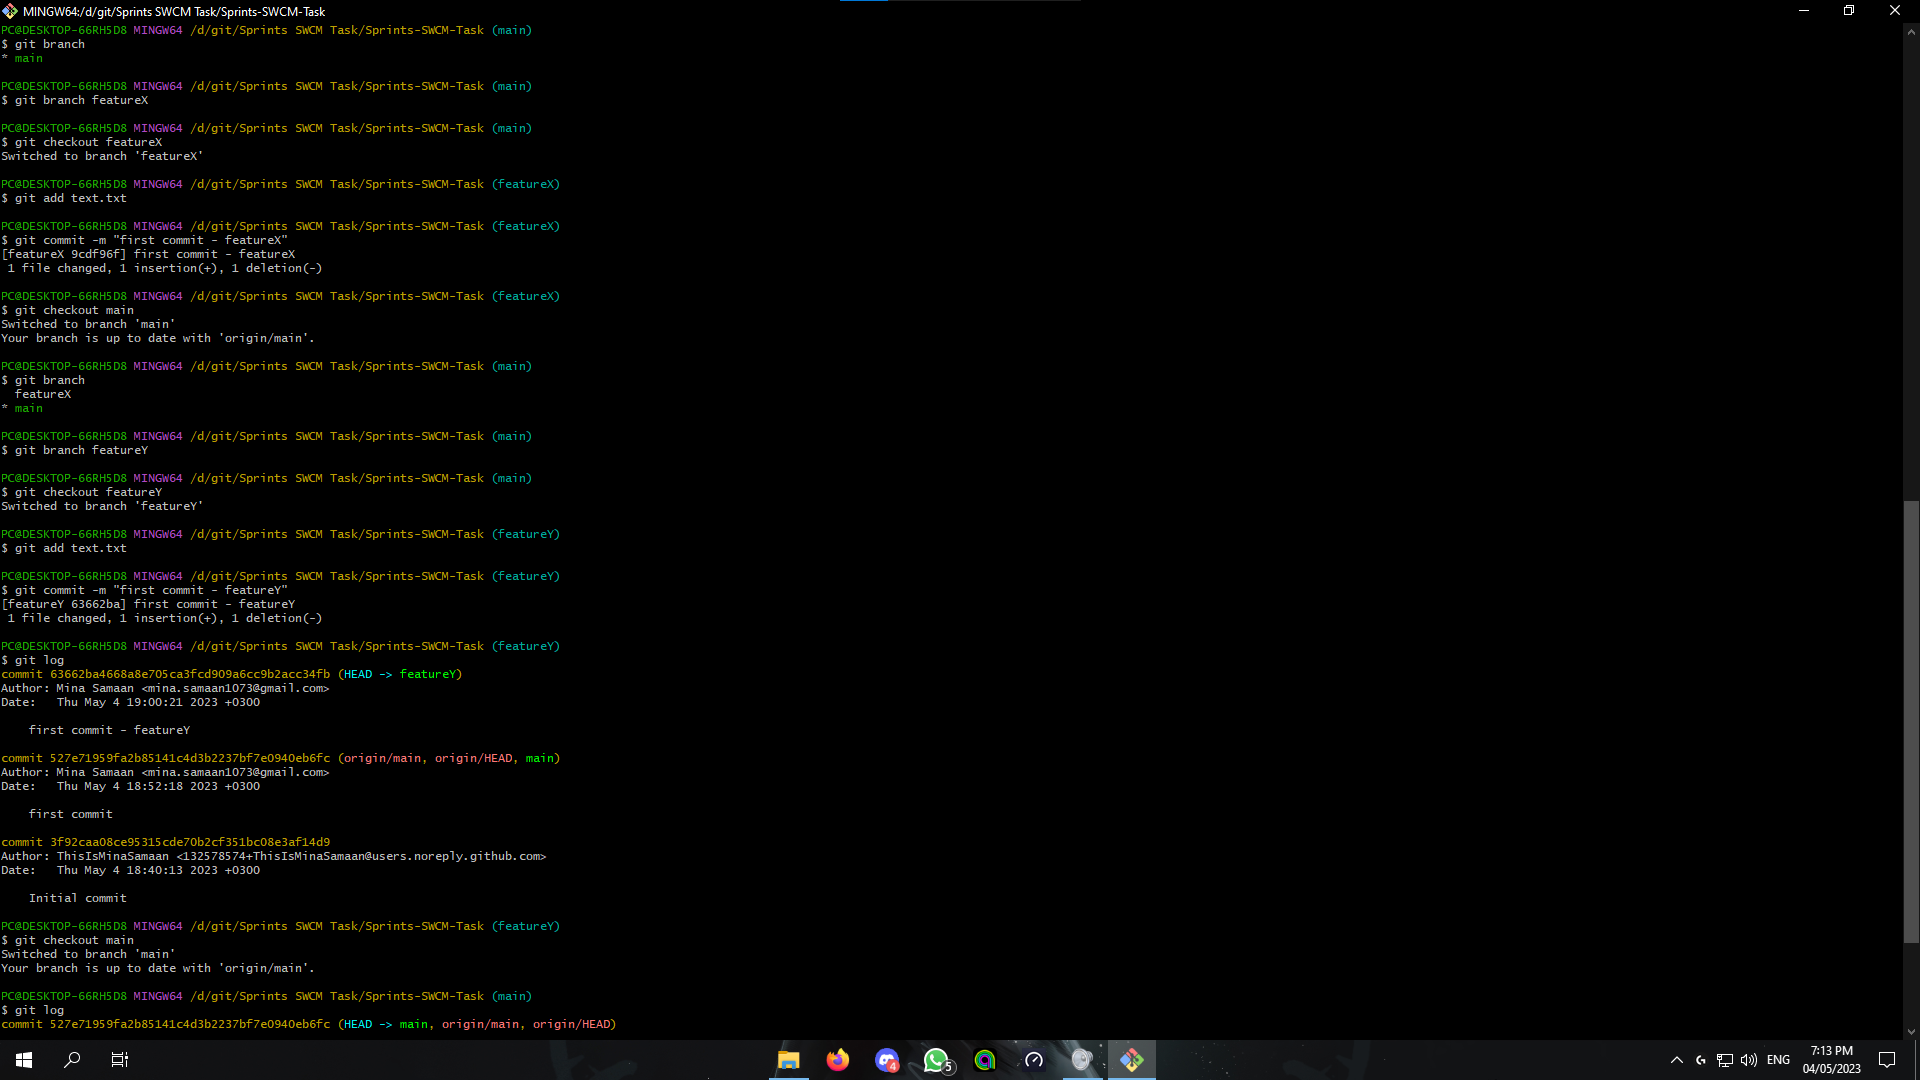 MINGW64:/d/git/Sprints SWCM Task/Sprints-SWCM-Task
PC@DESKTOP-66RH5D8 MINGW64 /d/git/Sprints SWCM Task/Sprints-SWCM-Task (main)
$ git branch
* main
PC@DESKTOP-66RH5D8 MINGW64 /d/git/Sprints SWCM Task/Sprints-SWCM-Task (main)
$ git branch featureX
PC@DESKTOP-66RH5D8 MINGW64 /d/git/Sprints SWCM Task/Sprints-SWCM-Task (main)
$ git checkout featureX
Switched to branch 'featureX'
PC@DESKTOP-66RH5D8 MINGW64 /d/git/Sprints SWCM Task/Sprints-SWCM-Task (featureX)
$ git add text.txt
PC@DESKTOP-66RH5D8 MINGW64 /d/git/Sprints SWCM Task/Sprints-SWCM-Task (featureX)
$ git commit -m "first commit - featureX"
[featureX 9cdf96f] first commit - featureX
1 file changed, 1 insertion(+), 1 deletion(-)
PC@DESKTOP-66RH5D8 MINGW64 /d/git/Sprints SWCM Task/Sprints-SWCM-Task (featureX)
$ git checkout main
Switched to branch 'main'
Your branch is up to date with 'origin/main'.
PC@DESKTOP-66RH5D8 MINGW64 /d/git/Sprints SWCM Task/Sprints-SWCM-Task (main)
$ git branch
featureX
* main
PC@DESKTOP-66RH5D8 MINGW64 /d/git/Sprints SWCM Task/Sprints-SWCM-Task (main)
$ git branch featureY
PC@DESKTOP-66RH5D8 MINGW64 /d/git/Sprints SWCM Task/Sprints-SWCM-Task (main)
$ git checkout featureY
Switched to branch 'featureY'
PC@DESKTOP-66RH5D8 MINGW64 /d/git/Sprints SWCM Task/Sprints-SWCM-Task (featureY)
$ git add text.txt
PC@DESKTOP-66RH5D8 MINGW64 /d/git/Sprints SWCM Task/Sprints-SWCM-Task (featureY)
$ git commit -m "first commit - featureY"
[featureY 63662ba] first commit - featureY
1 file changed, 1 insertion(+), 1 deletion(-)
PC@DESKTOP-66RH5D8 MINGW64 /d/git/Sprints SWCM Task/Sprints-SWCM-Task (featureY)
$ git log
commit 63662ba4668a8e705ca3fcd909a6cc9b2acc34fb (HEAD -> featureY)
Author: Mina Samaan <mina.samaan1073@gmail.com>
Date:   Thu May 4 19:00:21 2023 +0300
first commit - featureY
commit 527e71959fa2b85141c4d3b2237bf7e0940eb6fc (origin/main, origin/HEAD, main)
Author: Mina Samaan <mina.samaan1073@gmail.com>
Date:   Thu May 4 18:52:18 2023 +0300
first commit
commit 3f92caa08ce95315cde70b2cf351bc08e3af14d9
Author: ThisIsMinaSamaan <132578574+ThisIsMinaSamaan@users.noreply.github.com>
Date:   Thu May 4 18:40:13 2023 +0300
Initial commit
PC@DESKTOP-66RH5D8 MINGW64 /d/git/Sprints SWCM Task/Sprints-SWCM-Task (featureY)
$ git checkout main
Switched to branch 'main'
Your branch is up to date with 'origin/main'.
PC@DESKTOP-66RH5D8 MINGW64 /d/git/Sprints SWCM Task/Sprints-SWCM-Task (main)
$ git log
commit 527e71959fa2b85141c4d3b2237bf7e0940eb6fc (HEAD -> main, origin/main, origin/HEAD)
4
5
ENG
7:13 PM
04/05/2023